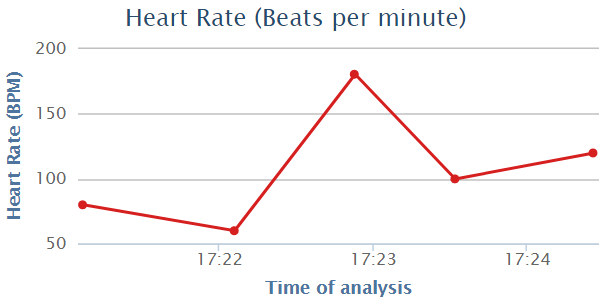 Heart Rate (Beats per minute)
200
150
100
50
Heart Rate (BPM)
17:22 17:23 17:24
Time of analysis